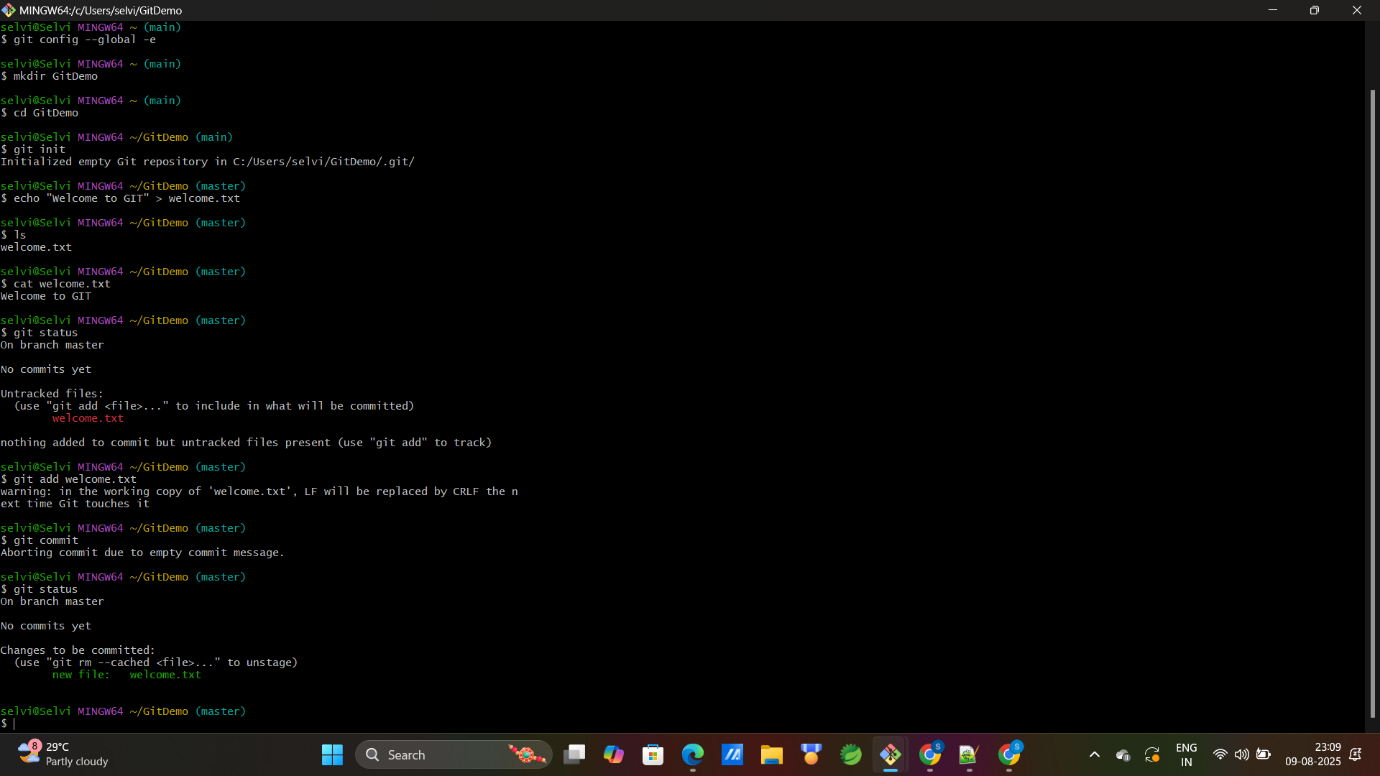 MINGW64:/c/Users/selvi/GitDemo
selvi@Selvi MINGW64 ~ (main)
$ git config --global -e
selvi@Selvi MINGW64 ~ (main)
$ mkdir GitDemo
selvi@Selvi MINGW64 ~ (main)
$ cd GitDemo
selvi@Selvi MINGW64 ~/GitDemo (main)
$ git init
Initialized empty Git repository in C:/Users/selvi/GitDemo/.git/
selvi@Selvi MINGW64 ~/GitDemo (master)
$ echo "Welcome to GIT" > welcome.txt
selvi@Selvi MINGW64 ~/GitDemo (master)
$ ls
welcome.txt
selvi@Selvi MINGW64 ~/GitDemo (master)
$ cat welcome.txt
Welcome to GIT
selvi@Selvi MINGW64 ~/GitDemo (master)
$ git status
On branch master
No commits yet
Untracked files:
(use "git add <file>..." to include in what will be committed)
welcome.txt
nothing added to commit but untracked files present (use "git add" to track)
selvi@Selvi MINGW64 ~/GitDemo (master)
$ git add welcome.txt
warning: in the working copy of 'welcome.txt', LF will be replaced by CRLF the n
ext time Git touches it
selvi@Selvi MINGW64 ~/GitDemo (master)
$ git commit
Aborting commit due to empty commit message.
selvi@Selvi MINGW64 ~/GitDemo (master)
$ git status
On branch master
No commits yet
Changes to be committed:
(use "git rm --cached <file>..." to unstage)
new file:   welcome.txt
selvi@Selvi MINGW64 ~/GitDemo (master)
$
8
29°C
Partly cloudy
Search
S
S
ENG
IN
23:09
09-08-2025